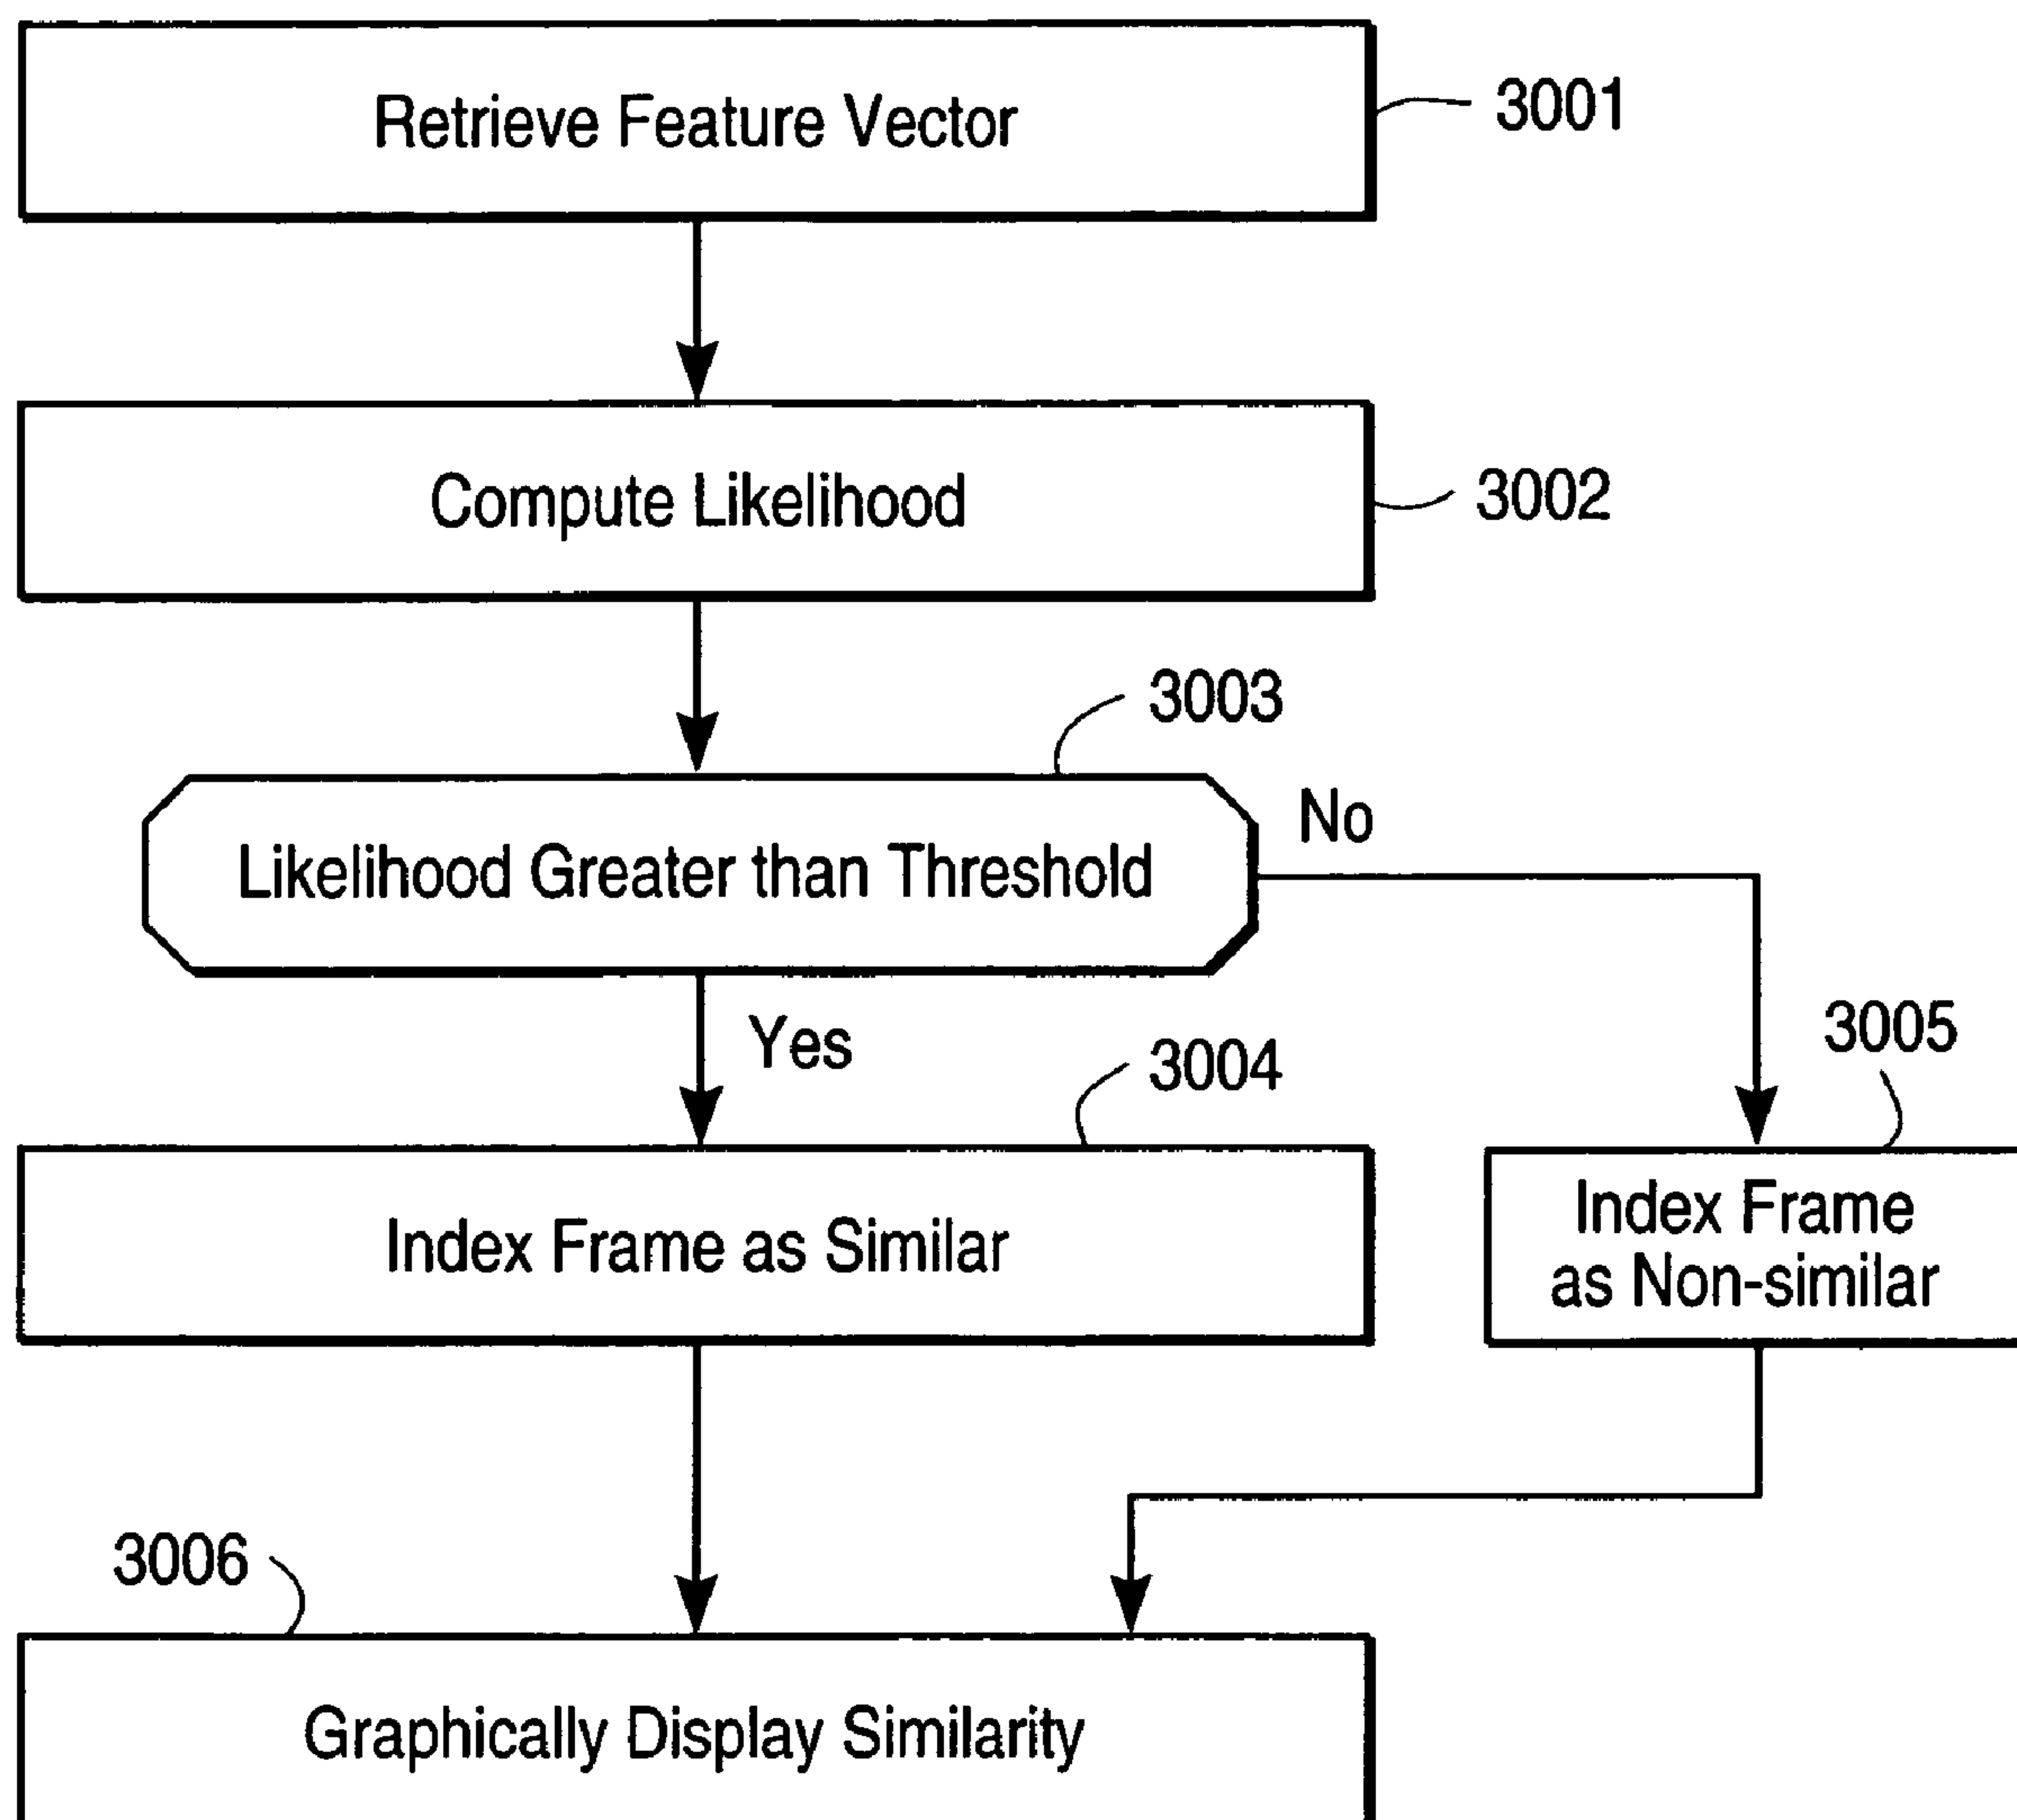 Retrieve Feature Vector
3001
Compute Likelihood
3002
3003
Likelihood Greater than Threshold
No
Yes
3004
3005
Index Frame as Similar
Index Frame
as Non-similar
3006
Graphically Display Similarity